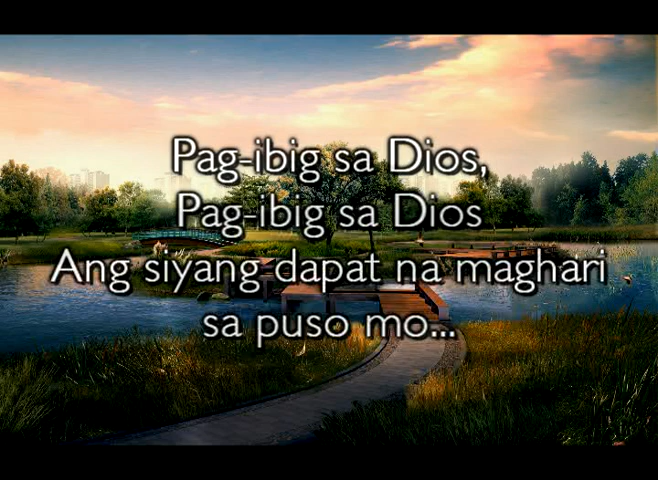 Pag-ibig sa Dios,
Pag-ibig sa Dios
Ang siyang dapat na maghari
sa puso mo...